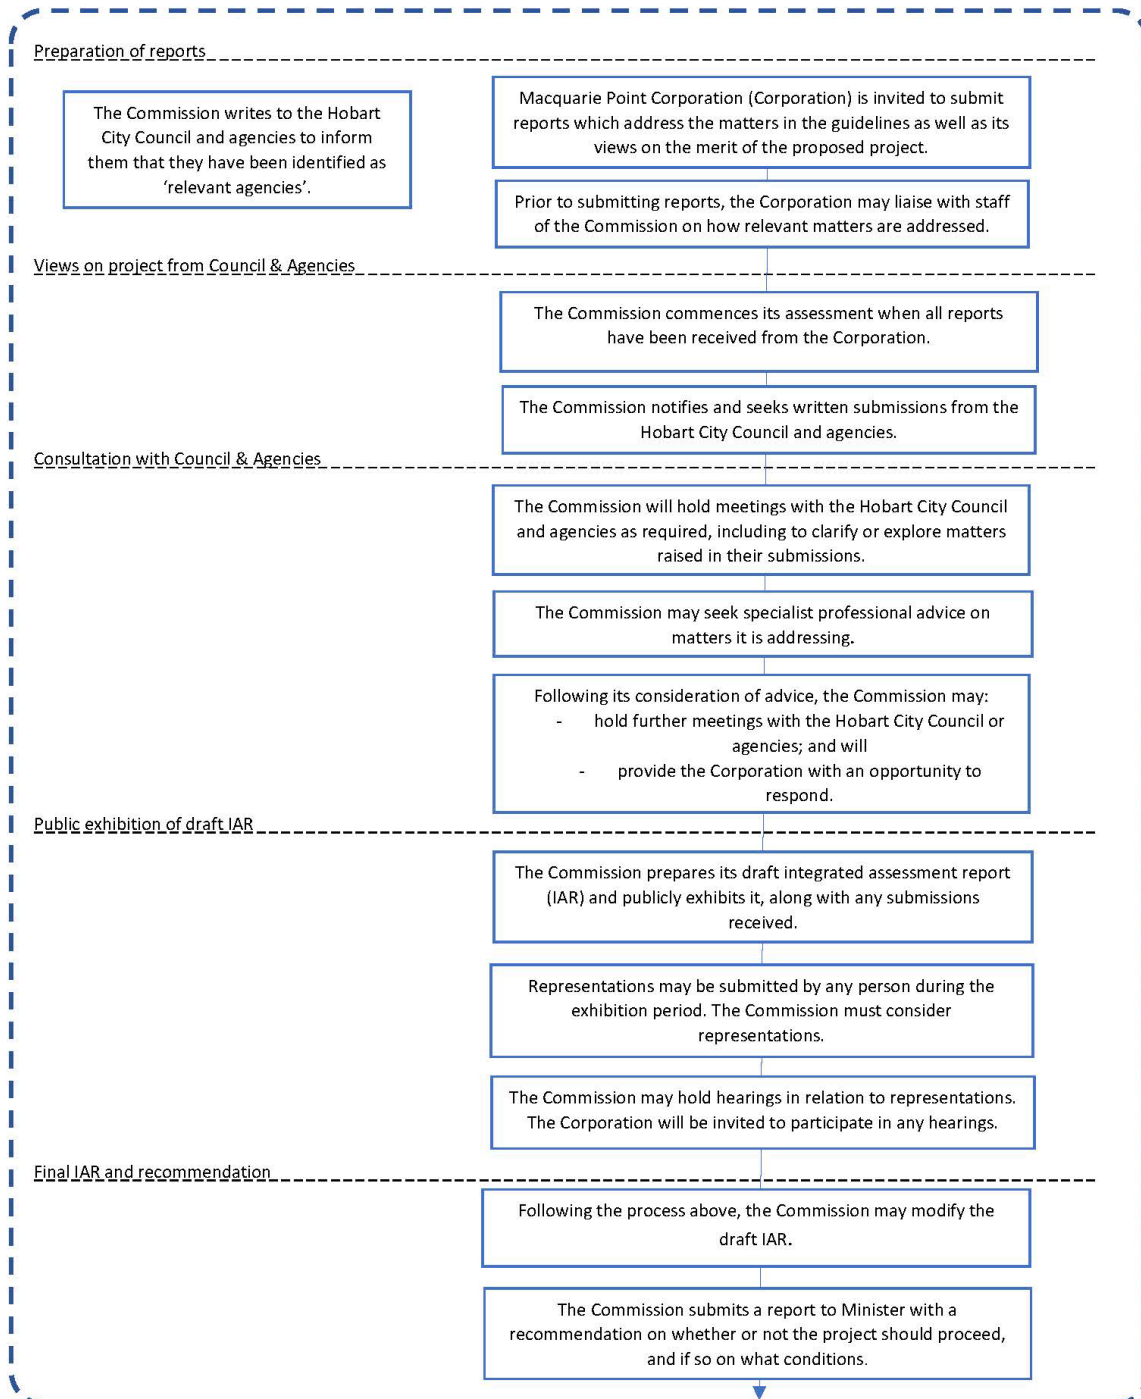 Preparation of reports
The Commission writes to the Hobart
City Council and agencies to inform
them that they have been identified as
‘relevant agencies’.
Macquarie Point Corporation (Corporation) is invited to submit
reports which address the matters in the guidelines as well as its
views on the merit of the proposed project.
Prior to submitting reports, the Corporation may liaise with staff
of the Commission on how relevant matters are addressed.
Views on project from Council & Agencies
The Commission commences its assessment when all reports
have been received from the Corporation.
The Commission notifies and seeks written submissions from the
Hobart City Council and agencies.
Consultation with Council & Agencies
The Commission will hold meetings with the Hobart City Council
and agencies as required, including to clarify or explore matters
raised in their submissions.
The Commission may seek specialist professional advice on
matters it is addressing.
Following its consideration of advice, the Commission may:
- hold further meetings with the Hobart City Council or
agencies; and will
- provide the Corporation with an opportunity to
respond.
Public exhibition of draft IAR
The Commission prepares its draft integrated assessment report
(IAR) and publicly exhibits it, along with any submissions
received.
Representations may be submitted by any person during the
exhibition period. The Commission must consider
representations.
The Commission may hold hearings in relation to representations.
The Corporation will be invited to participate in any hearings.
Final IAR and recommendation
Following the process above, the Commission may modify the
draft IAR.
The Commission submits a report to Minister with a
recommendation on whether or not the project should proceed,
and if so on what conditions.